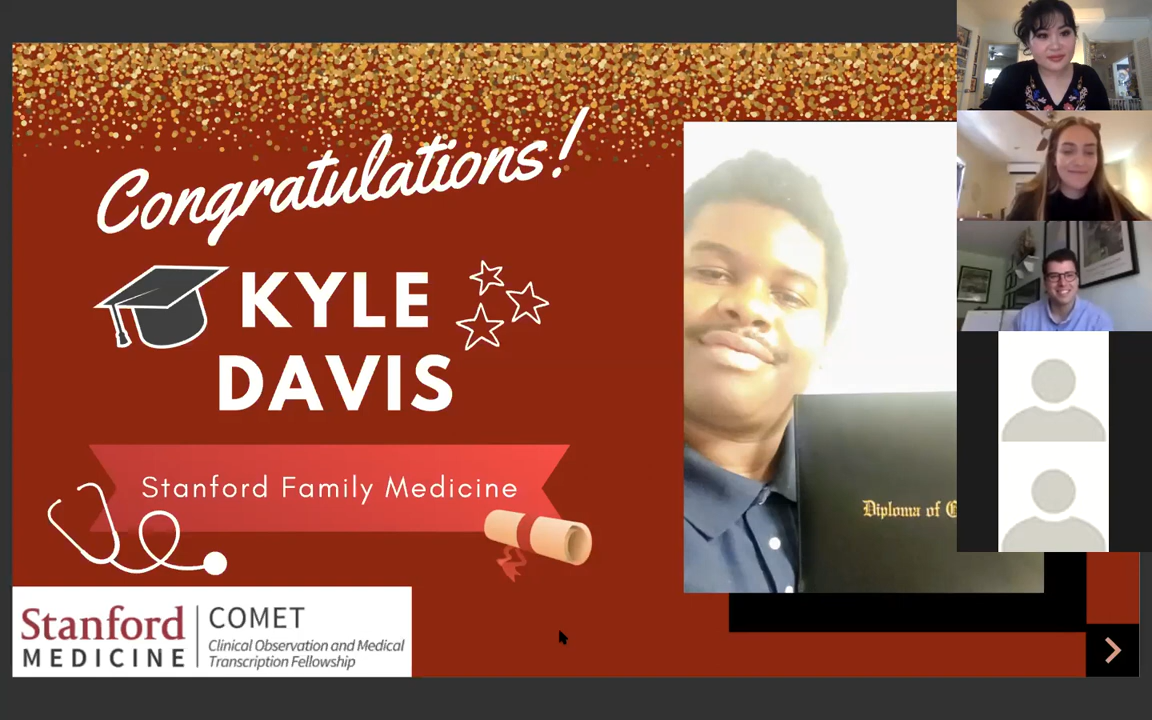 Congratulations!
KYLE
DAVIS
Stanford Family Medicine
Diploma of
Stanford
MEDICINE
COMET
Clinical Observation and Medical
Transcription Fellowship